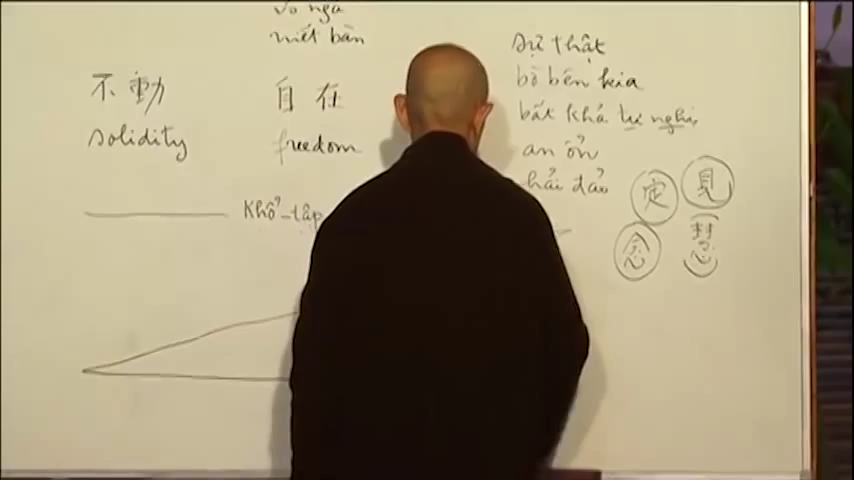 vô ngã
niết bàn
不動
solidity
自在
freedom
Khổ-tập
sự thật
bờ bên kia
bất khả tư nghị
an ổn
hải đảo
定 見
念 慧